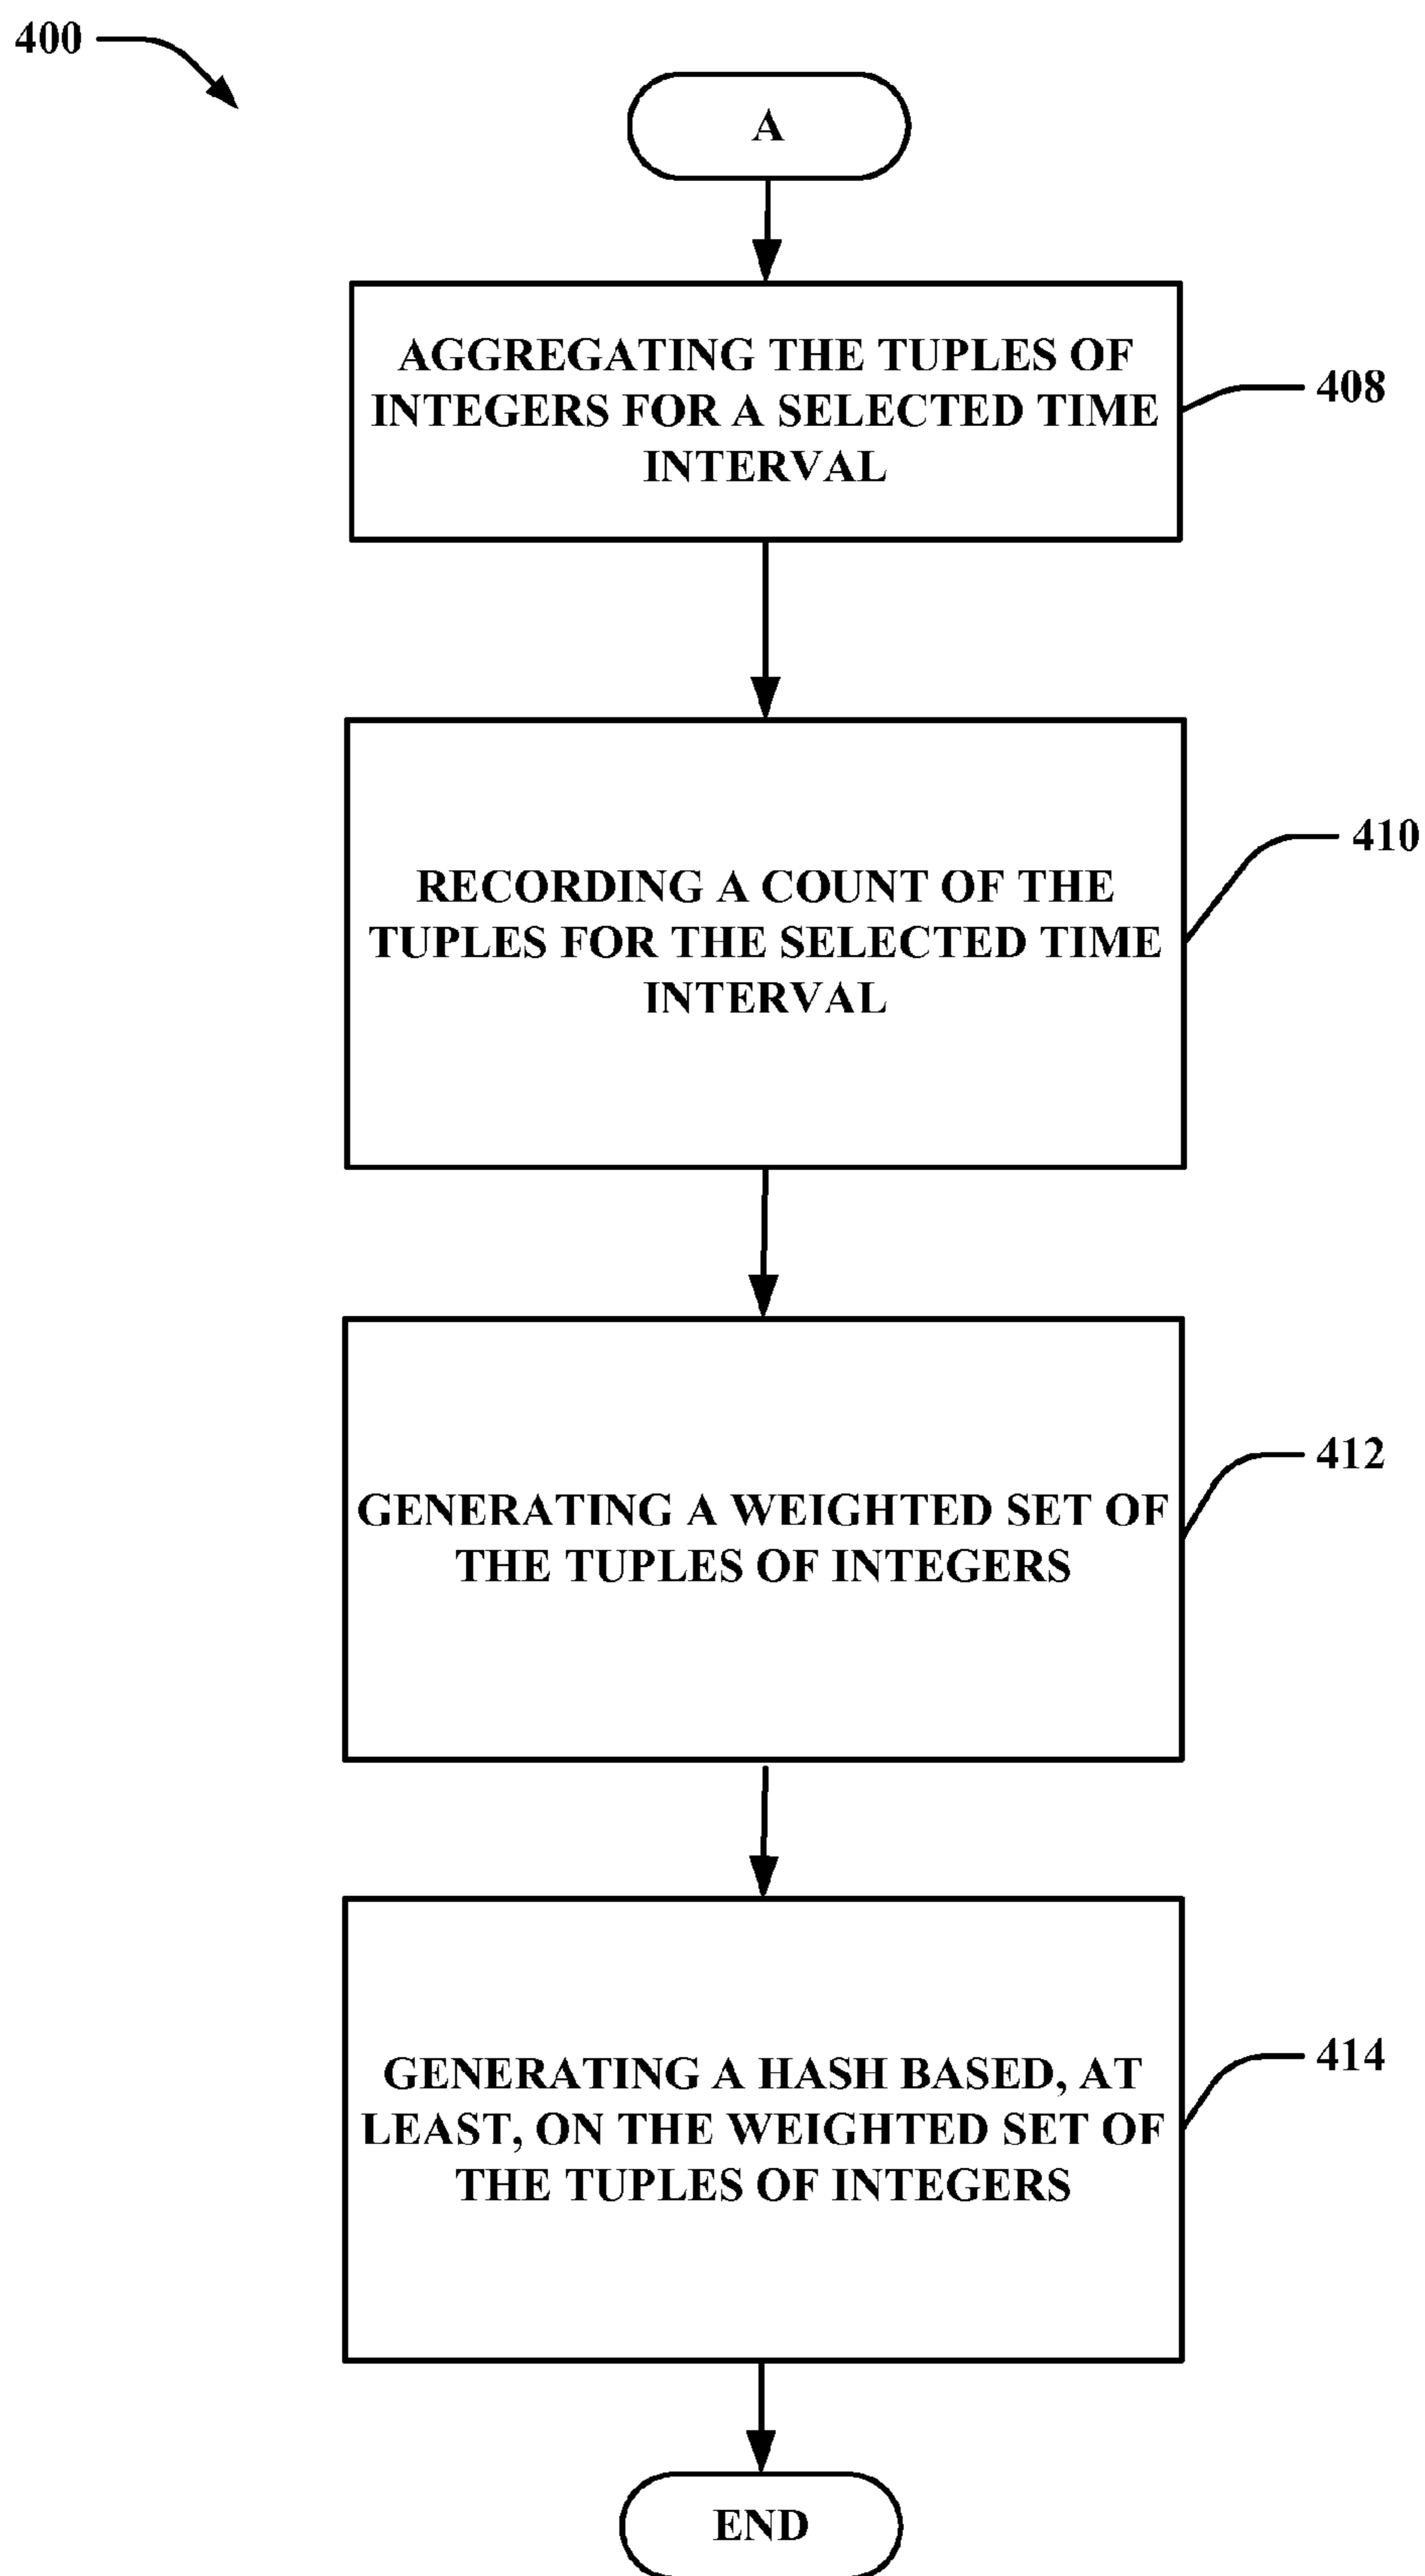 400
A
AGGREGATING THE TUPLES OF
INTEGERS FOR A SELECTED TIME
INTERVAL
408
RECORDING A COUNT OF THE
TUPLES FOR THE SELECTED TIME
INTERVAL
410
GENERATING A WEIGHTED SET OF
THE TUPLES OF INTEGERS
412
GENERATING A HASH BASED, AT
LEAST, ON THE WEIGHTED SET OF
THE TUPLES OF INTEGERS
414
END